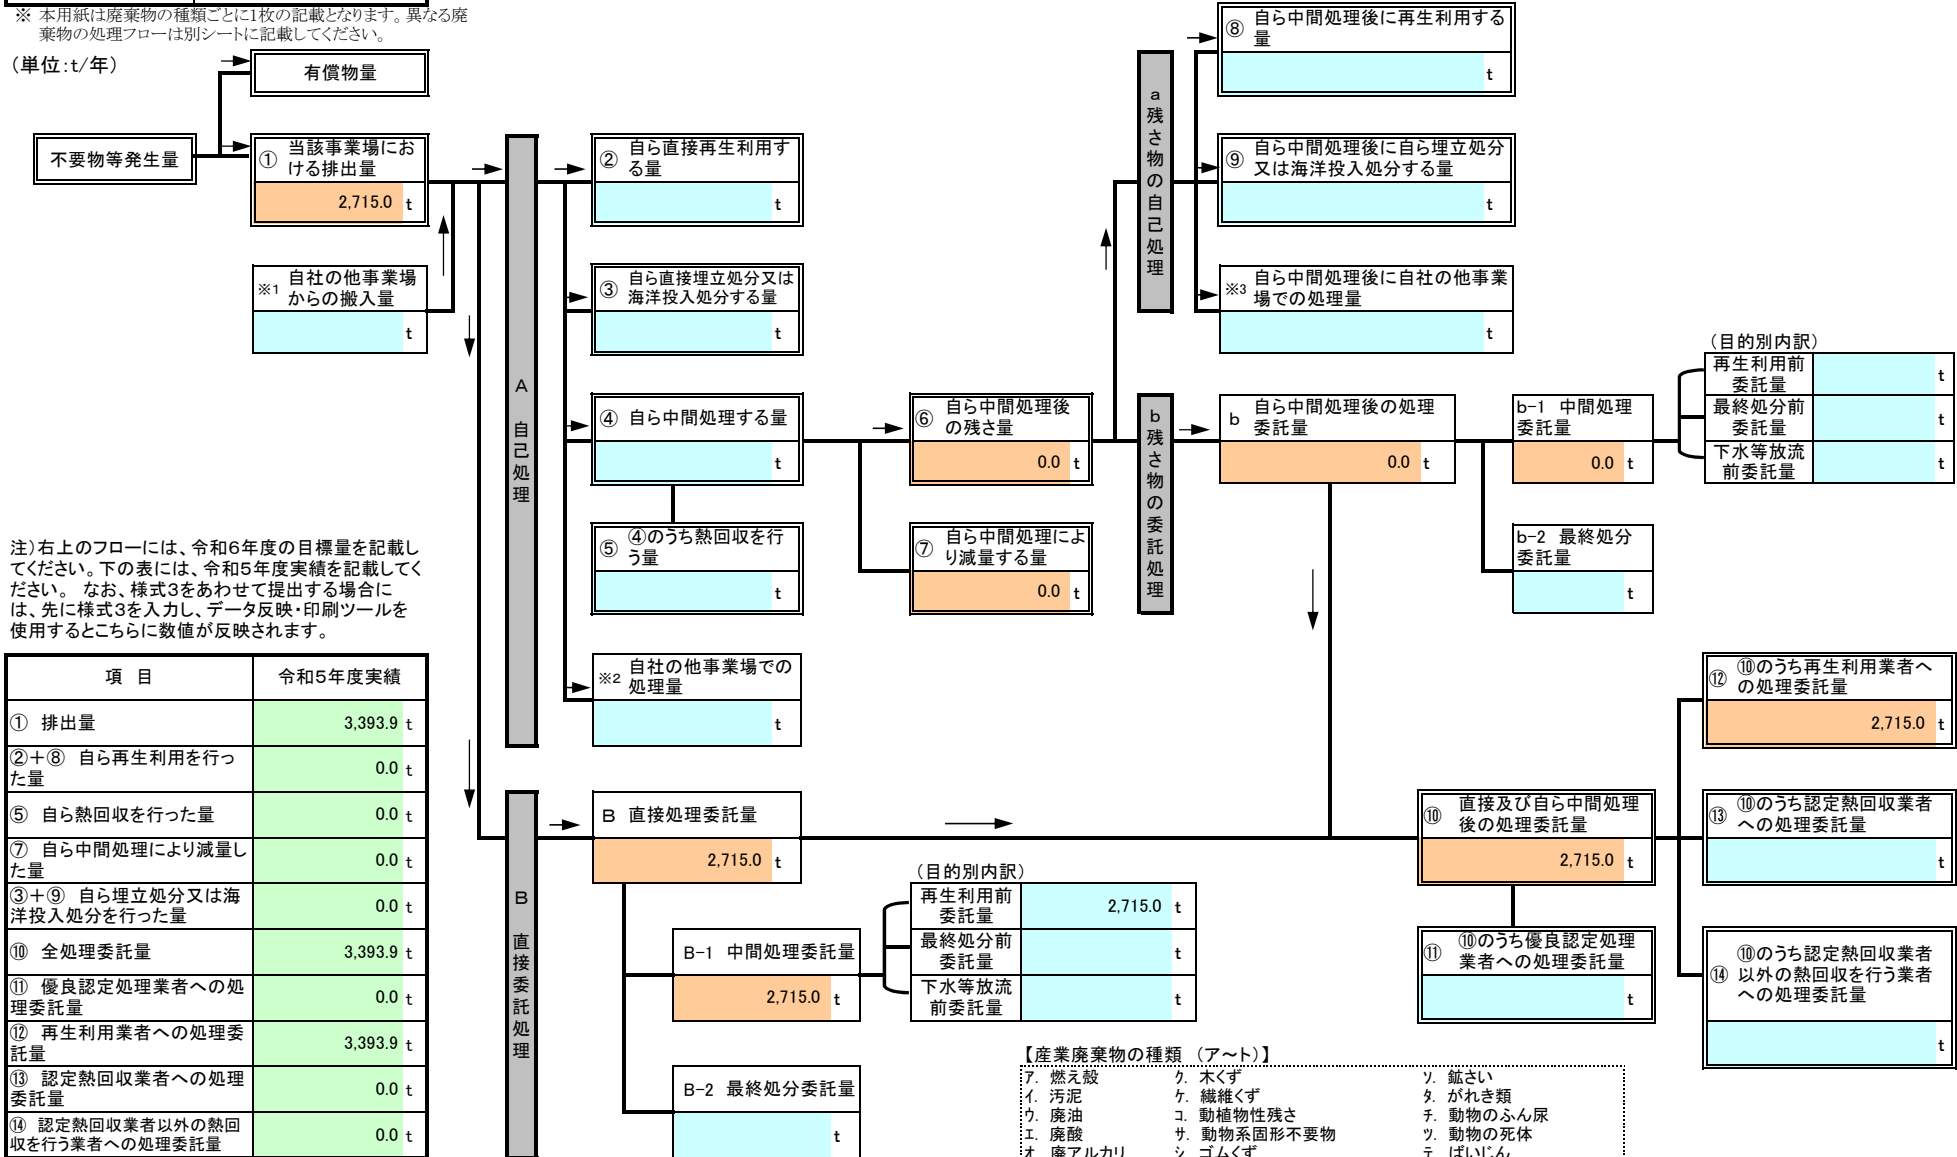 ※ 本用紙は廃棄物の種類ごとに1枚の記載となります。異なる廃
棄物の処理フローは別シートに記載してください。
(単位:t/年)
有償物量
不要物等発生量
① 当該事業場にお
ける排出量
2,715.0 t
※1 自社の他事業場
からの搬入量
t
A 自己処理
② 自ら直接再生利用す
る量
t
③ 自ら直接埋立処分又は
海洋投入処分する量
t
④ 自ら中間処理する量
t
⑤ ④のうち熱回収を行
う量
t
※2 自社の他事業場での
処理量
t
⑥ 自ら中間処理後
の残さ量
0.0 t
⑦ 自ら中間処理によ
り減量する量
0.0 t
a 残さ物の自己処理
⑧ 自ら中間処理後に再生利用する
量
t
⑨ 自ら中間処理後に自ら埋立処分
又は海洋投入処分する量
t
※3 自ら中間処理後に自社の他事業
場での処理量
t
b 残さ物の委託処理
b 自ら中間処理後の処理
委託量
0.0 t
b-1 中間処理
委託量
0.0 t
b-2 最終処分
委託量
t
(目的別内訳)
再生利用前
委託量
t
最終処分前
委託量
t
下水等放流
前委託量
t
注)右上のフローには、令和6年度の目標量を記載し
てください。下の表には、令和5年度実績を記載してく
ださい。 なお、様式3をあわせて提出する場合に
は、先に様式3を入力し、データ反映・印刷ツールを
使用するとこちらに数値が反映されます。
項 目 令和5年度実績
① 排出量 3,393.9 t
②+⑧ 自ら再生利用を行っ
た量
0.0 t
⑤ 自ら熱回収を行った量 0.0 t
⑦ 自ら中間処理により減量し
た量
0.0 t
③+⑨ 自ら埋立処分又は海
洋投入処分を行った量
0.0 t
⑩ 全処理委託量 3,393.9 t
⑪ 優良認定処理業者への処
理委託量
0.0 t
⑫ 再生利用業者への処理委
託量
3,393.9 t
⑬ 認定熱回収業者への処理
委託量
0.0 t
⑭ 認定熱回収業者以外の熱回
収を行う業者への処理委託量
0.0 t
B 直接委託処理
B 直接処理委託量
2,715.0 t
B-1 中間処理委託量
2,715.0 t
B-2 最終処分委託量
t
(目的別内訳)
再生利用前
委託量
2,715.0 t
最終処分前
委託量
t
下水等放流
前委託量
t
⑩ 直接及び自ら中間処理
後の処理委託量
2,715.0 t
⑪ ⑩のうち優良認定処理
業者への処理委託量
t
⑫ ⑩のうち再生利用業者へ
の処理委託量
2,715.0 t
⑬ ⑩のうち認定熱回収業者
への処理委託量
t
⑭ ⑩のうち認定熱回収業者
以外の熱回収を行う業者
への処理委託量
t
【産業廃棄物の種類 (ア~ト)】
ア. 燃え殻 ク. 木くず ソ. 鉱さい
イ. 汚泥 ケ. 繊維くず タ. がれき類
ウ. 廃油 コ. 動植物性残さ チ. 動物のふん尿
エ. 廃酸 サ. 動物系固形不要物 ツ. 動物の死体
オ. 廃アルカリ シ. ゴムくず テ. ばいじん